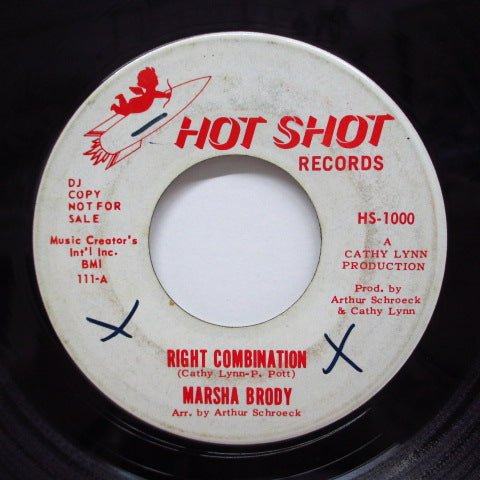 HOT SHOT
RECORDS
DJ
COPY
NOT FOR
SALE
Music Creator's
Int'l Inc.
BMI
111-A
HS-1000
A
CATHY LYNN
PRODUCTION
Prod. by
Arthur Schroeck
& Cathy Lynn
X
X
RIGHT COMBINATION
(Cathy Lynn-P. Pott)
MARSHA BRODY
Arr. by Arthur Schroeck